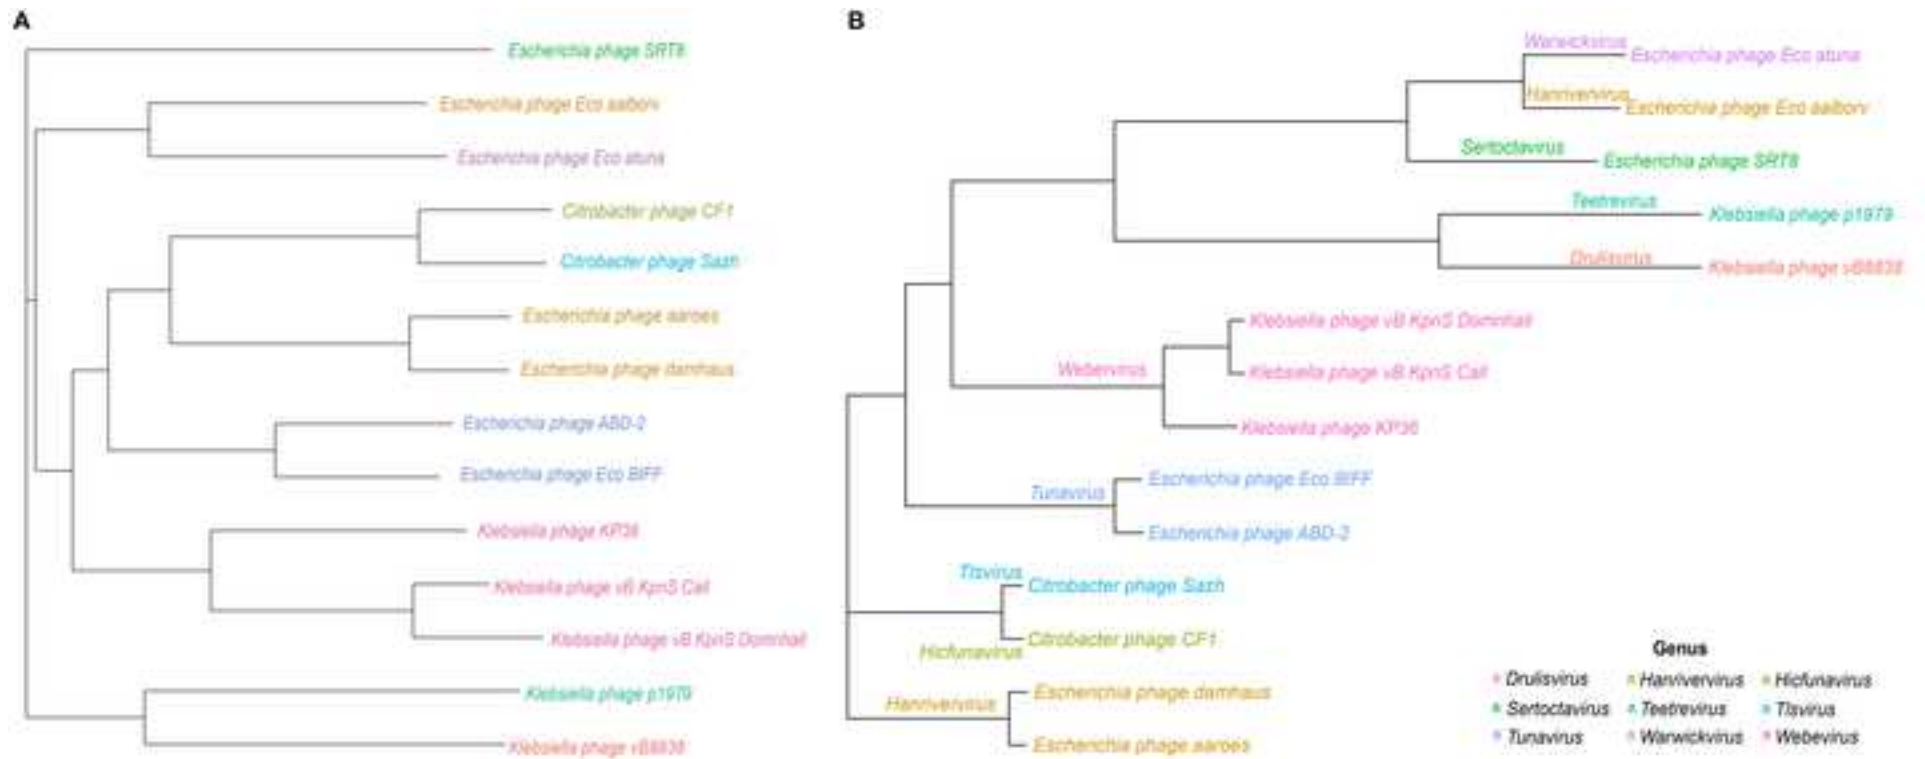 A
Escherichia phage SRT8
Escherichia phage Eco aalborv
Escherichia phage Eco atuna
Citrobacter phage CF1
Citrobacter phage Sazh
Escherichia phage aaroes
Escherichia phage damhaus
Escherichia phage ABD-2
Escherichia phage Eco BIFF
Klebsiella phage KP36
Klebsiella phage vB KpnS Call
Klebsiella phage vB KpnS Domnhall
Klebsiella phage p1979
Klebsiella phage vB8838
B
Warwickvirus
Escherichia phage Eco atuna
Hanrivervirus
Escherichia phage Eco aalborv
Sertoctavirus
Escherichia phage SRT8
Teetrevirus
Klebsiella phage p1979
Drulisvirus
Klebsiella phage vB8838
Klebsiella phage vB KpnS Domnhall
Webervirus
Klebsiella phage vB KpnS Call
Klebsiella phage KP36
Escherichia phage Eco BIFF
Tunavirus
Escherichia phage ABD-2
Tlsvirus
Citrobacter phage Sazh
Citrobacter phage CF1
Hicfunavirus
Escherichia phage damhaus
Hanrivervirus
Escherichia phage aaroes
Genus
Drulisvirus Hanrivervirus Hicfunavirus
Sertoctavirus Teetrevirus Tlsvirus
Tunavirus Warwickvirus Webevirus